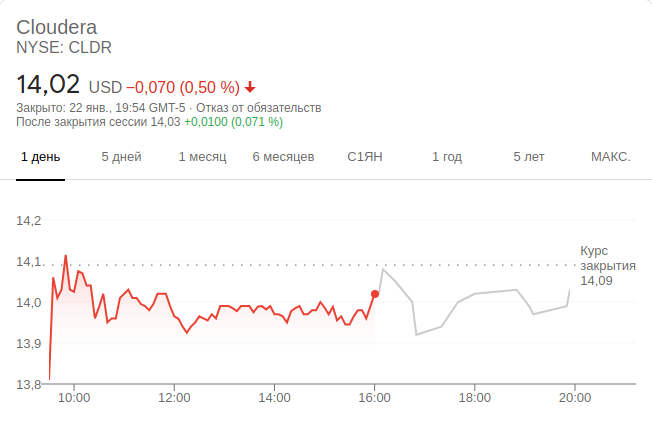 Cloudera
NYSE: CLDR
14,02 USD −0,070 (0,50 %)
Закрыто: 22 янв., 19:54 GMT-5 · Отказ от обязательств
После закрытия сессии 14,03 +0,0100 (0,071 %)
1 день 5 дней 1 месяц 6 месяцев С1ЯН 1 год 5 лет МАКС.
14,2
14,1
14,0
13,9
13,8
Курс
закрытия
14,09
10:00 12:00 14:00 16:00 18:00 20:00